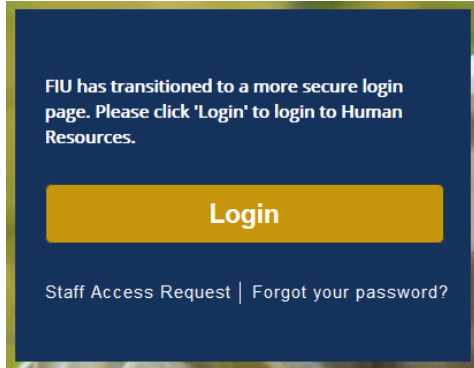 FIU has transitioned to a more secure login
page. Please click 'Login' to login to Human
Resources.
Login
Staff Access Request | Forgot your password?